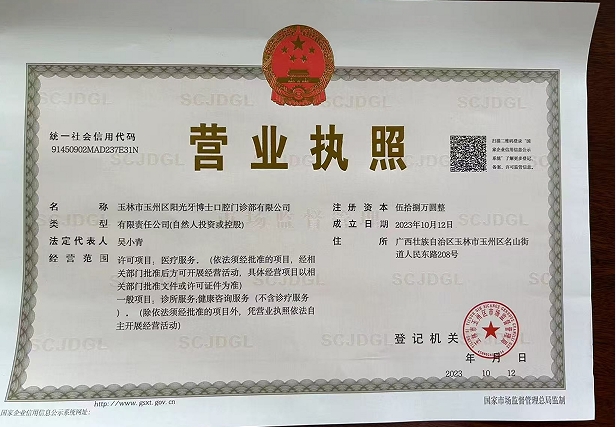 统一社会信用代码
91450902MAD237E31N
营业执照
扫描二维码登录“国
家企业信用信息公示
系统”了解更多登记、
备案、许可监管信息。
名称 玉林市玉州区阳光牙博士口腔门诊部有限公司
类型 有限责任公司(自然人投资或控股)
法定代表人 吴小青
经营范围 许可项目,医疗服务。(依法须经批准的项目,经相
关部门批准后方可开展经营活动,具体经营项目以相
关部门批准文件或许可证件为准)
一般项目,诊所服务;健康咨询服务(不含诊疗服务
)。(除依法须经批准的项目外,凭营业执照依法自
主开展经营活动)
注册资本 伍拾捌万圆整
成立日期 2023年10月12日
住所 广西壮族自治区玉林市玉州区名山街
道人民东路208号
登记机关
年 月 日
2023 10 12
http://www.gsxt.gov.cn
国家企业信用信息公示系统网址:
国家市场监督管理总局监制
SCJDGL